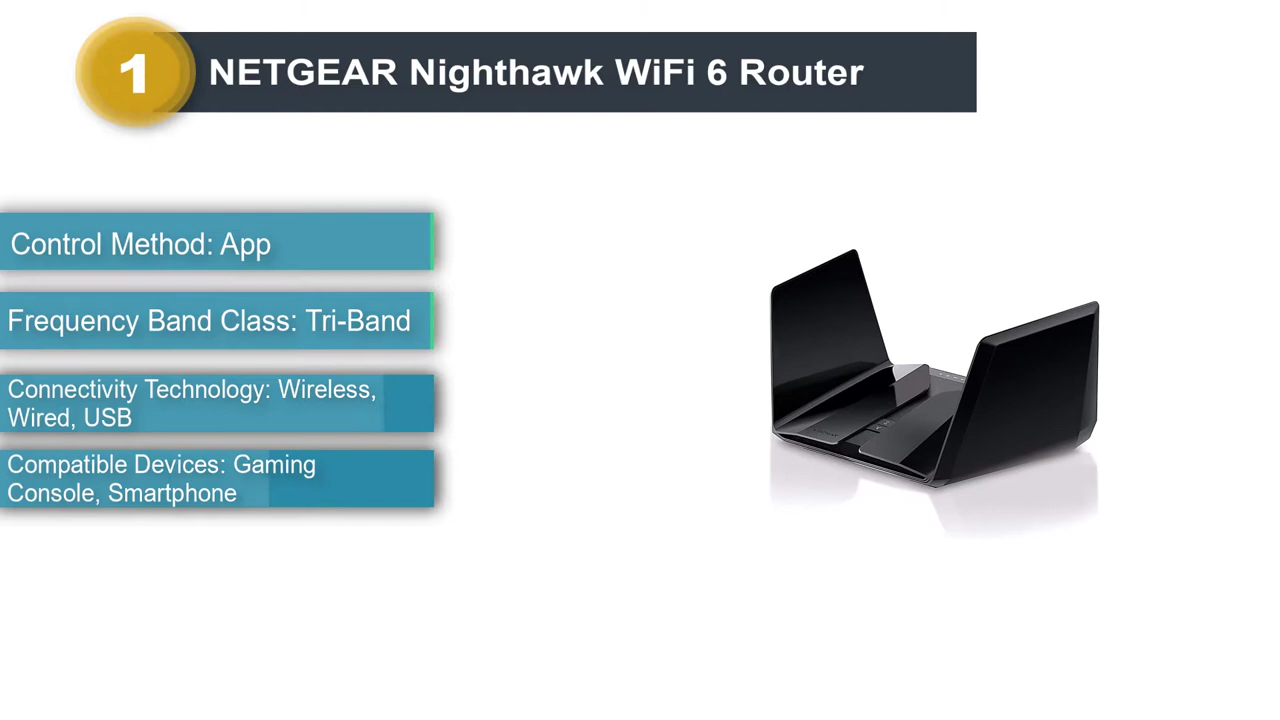 1
NETGEAR Nighthawk WiFi 6 Router
Control Method: App
Frequency Band Class: Tri-Band
Connectivity Technology: Wireless,
Wired, USB
Compatible Devices: Gaming
Console, Smartphone